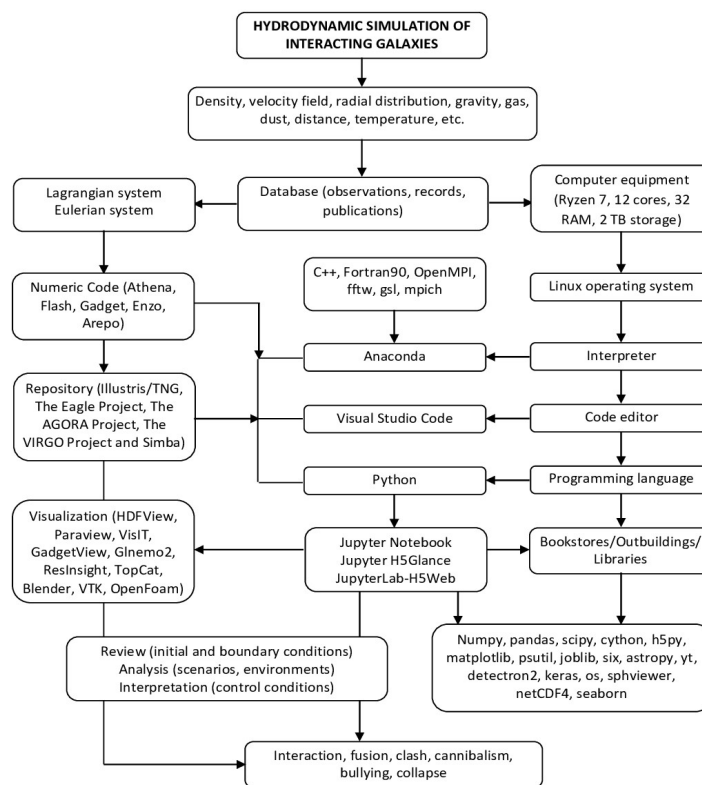 HYDRODYNAMIC SIMULATION OF
INTERACTING GALAXIES
Density, velocity field, radial distribution, gravity, gas,
dust, distance, temperature, etc.
Lagrangian system
Eulerian system
Database (observations, records,
publications)
Computer equipment
(Ryzen 7, 12 cores, 32
RAM, 2 TB storage)
Numeric Code (Athena,
Flash, Gadget, Enzo,
Arepo)
C++, Fortran90, OpenMPI,
fftw, gsl, mpich
Linux operating system
Anaconda
Interpreter
Repository (Illustris/TNG,
The Eagle Project, The
AGORA Project, The
VIRGO Project and Simba)
Visual Studio Code
Code editor
Python
Programming language
Visualization (HDFView,
Paraview, VisIT,
GadgetView, Glnemo2,
ResInsight, TopCat,
Blender, VTK, OpenFoam)
Jupyter Notebook
Jupyter H5Glance
JupyterLab-H5Web
Bookstores/Outbuildings/
Libraries
Numpy, pandas, scipy, cython, h5py,
matplotlib, psutil, joblib, six, astropy, yt,
detectron2, keras, os, sphviewer,
netCDF4, seaborn
Review (initial and boundary conditions)
Analysis (scenarios, environments)
Interpretation (control conditions)
Interaction, fusion, clash, cannibalism,
bullying, collapse